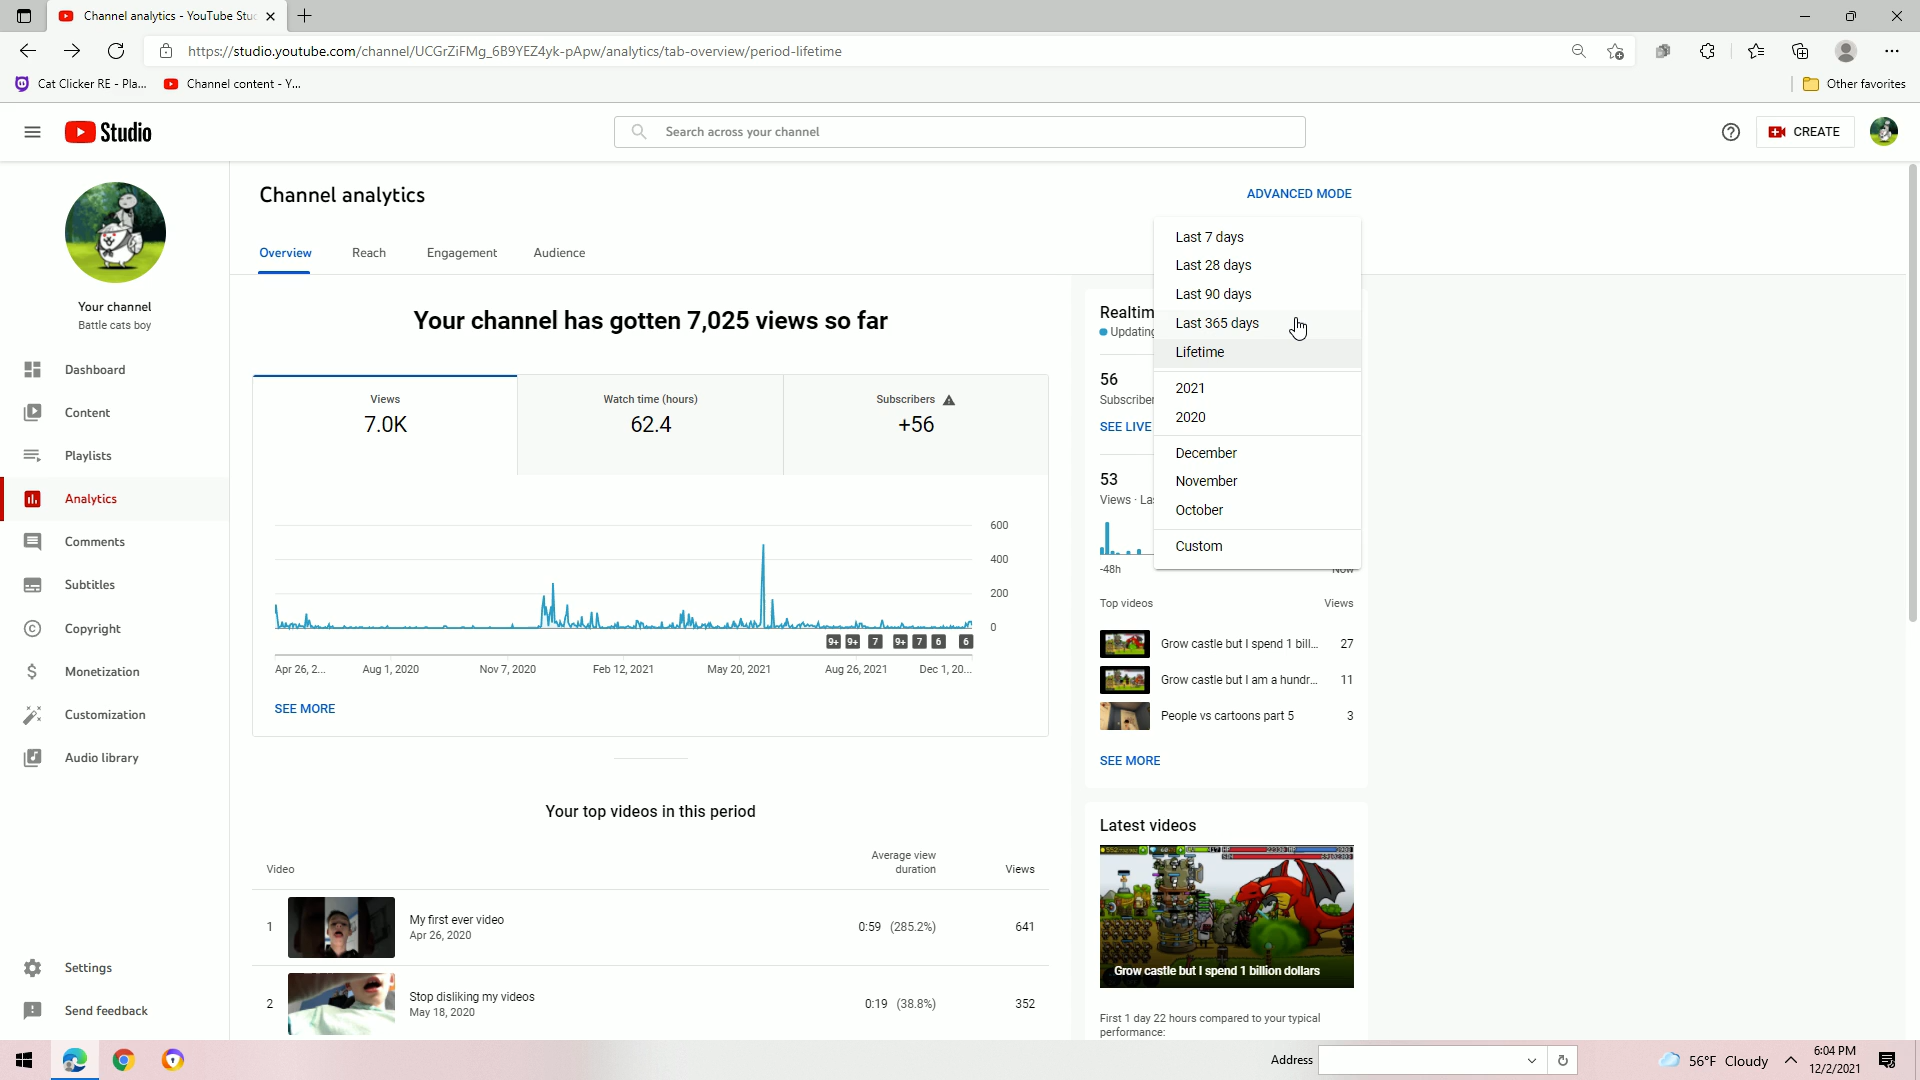 Channel analytics - YouTube Stu
https://studio.youtube.com/channel/UCGrZiFMg_6B9YEZ4yk-pApw/analytics/tab-overview/period-lifetime
Cat Clicker RE - Pla...
Channel content - Y...
Other favorites
Studio
Search across your channel
CREATE
Your channel
Battle cats boy
Dashboard
Content
Playlists
Analytics
Comments
Subtitles
Copyright
Monetization
Customization
Audio library
Settings
Send feedback
Channel analytics
ADVANCED MODE
Overview
Reach
Engagement
Audience
Your channel has gotten 7,025 views so far
Views
7.0K
Watch time (hours)
62.4
Subscribers
+56
600
400
200
0
9+ 9+ 7 9+ 7 6 6
Apr 26, 2... Aug 1, 2020 Nov 7, 2020 Feb 12, 2021 May 20, 2021 Aug 26, 2021 Dec 1, 20...
SEE MORE
Your top videos in this period
Video
Average view
duration
Views
1
My first ever video
Apr 26, 2020
0:59 (285.2%)
641
2
Stop disliking my videos
May 18, 2020
0:19 (38.8%)
352
Last 7 days
Last 28 days
Last 90 days
Last 365 days
Lifetime
2021
2020
December
November
October
Custom
Realtim
Updating
56
Subscriber
SEE LIVE
53
Views · Las
-48h
Now
Top videos
Views
Grow castle but I spend 1 bill... 27
Grow castle but I am a hundr... 11
People vs cartoons part 5 3
SEE MORE
Latest videos
Grow castle but I spend 1 billion dollars
First 1 day 22 hours compared to your typical
performance:
Address
56°F Cloudy
6:04 PM
12/2/2021